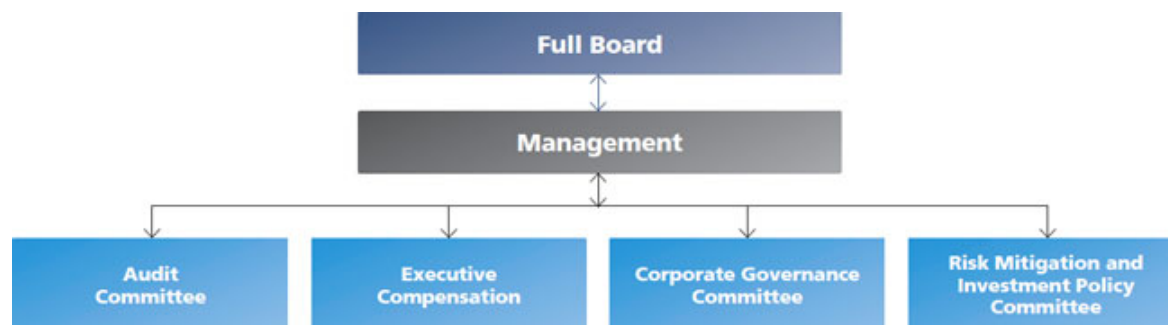 Full Board
Management
Audit
Committee
Executive
Compensation
Corporate Governance
Committee
Risk Mitigation and
Investment Policy
Committee